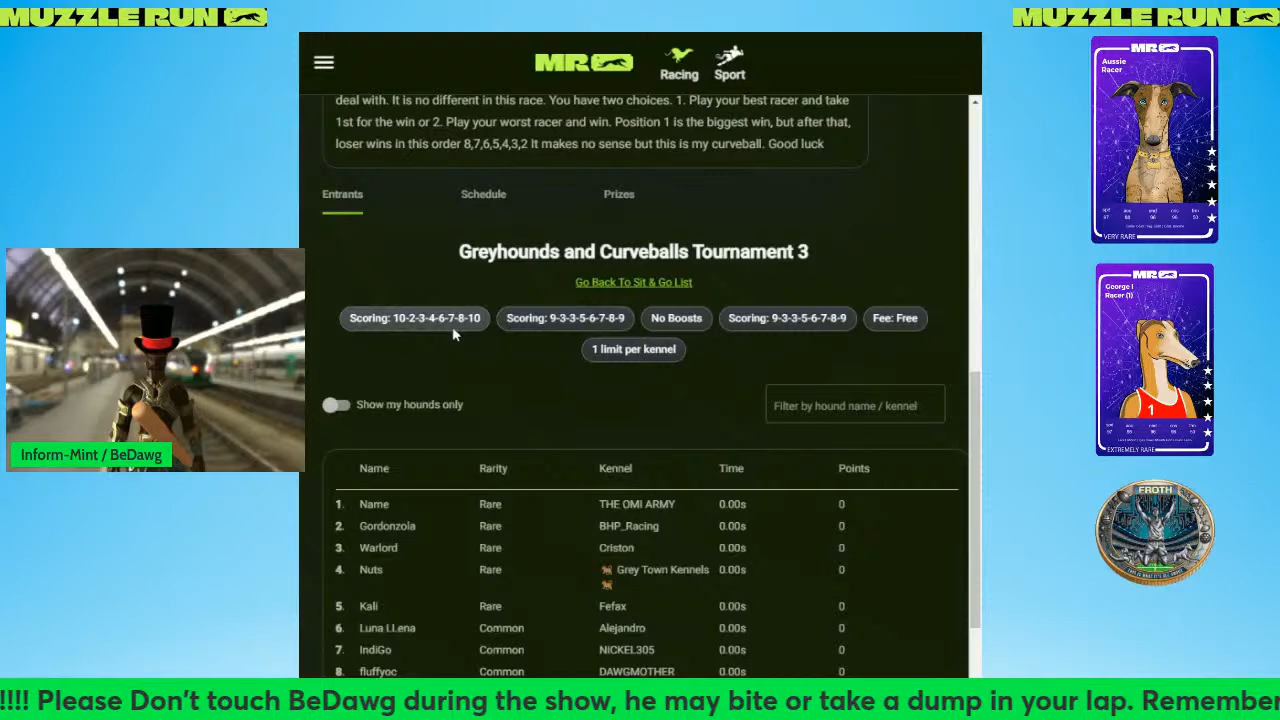 MUZZLE RUN
MUZZLE RUN
MR
Racing
Sport
deal with. It is no different in this race. You have two choices. 1. Play your best racer and take
1st for the win or 2. Play your worst racer and win. Position 1 is the biggest win, but after that,
loser wins in this order 8,7,6,5,4,3,2 It makes no sense but this is my curveball. Good luck
Entrants
Schedule
Prizes
Greyhounds and Curveballs Tournament 3
Go Back To Sit & Go List
Scoring: 10-2-3-4-6-7-8-10
Scoring: 9-3-3-5-6-7-8-9
No Boosts
Scoring: 9-3-3-5-6-7-8-9
Fee: Free
1 limit per kennel
Show my hounds only
Filter by hound name / kennel
Name Rarity Kennel Time Points
1. Name Rare THE OMI ARMY 0.00s 0
2. Gordonzola Rare BHP_Racing 0.00s 0
3. Warlord Rare Criston 0.00s 0
4. Nuts Rare Grey Town Kennels 0.00s 0
5. Kali Rare Fefax 0.00s 0
6. Luna LLena Common Alejandro 0.00s 0
7. IndiGo Common NICKEL305 0.00s 0
8. fluffyoc Common DAWGMOTHER 0.00s 0
Inform-Mint / BeDawg
MR
Aussie
Racer
VERY RARE
MR
George I
Racer (1)
1
EXTREMELY RARE
FROTH
!!!! Please Don't touch BeDawg during the show, he may bite or take a dump in your lap. Remember